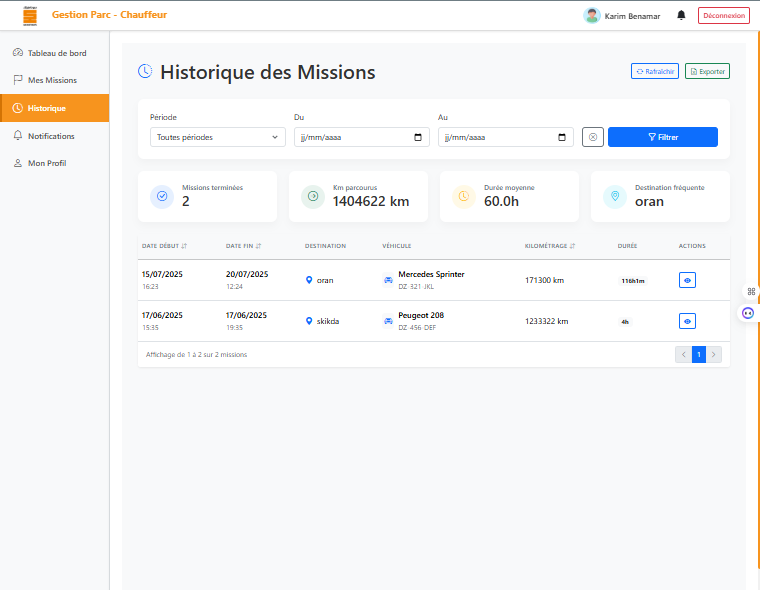 Gestion Parc - Chauffeur
Karim Benamar
Déconnexion
Tableau de bord
Mes Missions
Historique
Notifications
Mon Profil
Historique des Missions
Rafraîchir
Exporter
Période
Du
Au
Toutes périodes
jj/mm/aaaa
jj/mm/aaaa
Filtrer
Missions terminées
2
Km parcourus
1404622 km
Durée moyenne
60.0h
Destination fréquente
oran
DATE DÉBUT
DATE FIN
DESTINATION
VÉHICULE
KILOMÉTRAGE
DURÉE
ACTIONS
15/07/2025
16:23
20/07/2025
12:24
oran
Mercedes Sprinter
DZ-321-JKL
171300 km
116h1m
17/06/2025
15:35
17/06/2025
19:35
skikda
Peugeot 208
DZ-456-DEF
1233322 km
4h
Affichage de 1 à 2 sur 2 missions
1